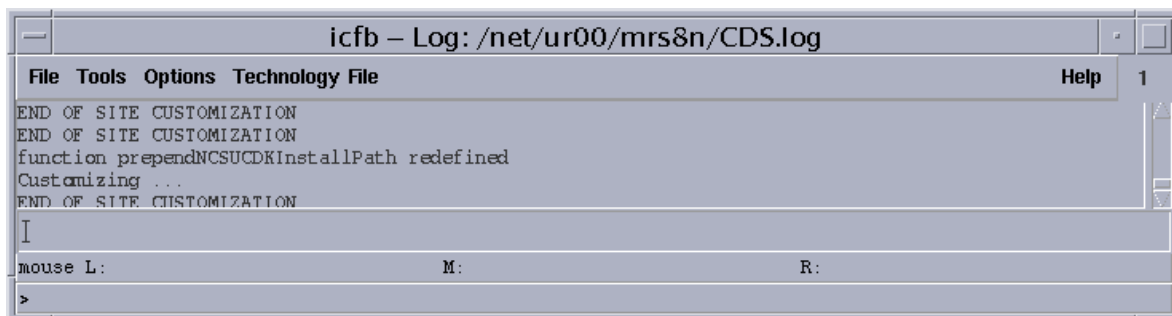 icfb – Log: /net/ur00/mrs8n/CDS.log
File Tools Options Technology File Help 1
END OF SITE CUSTOMIZATION
END OF SITE CUSTOMIZATION
function prependNCSUCDKInstallPath redefined
Customizing ...
END OF SITE CUSTOMIZATION
mouse L: M: R:
>